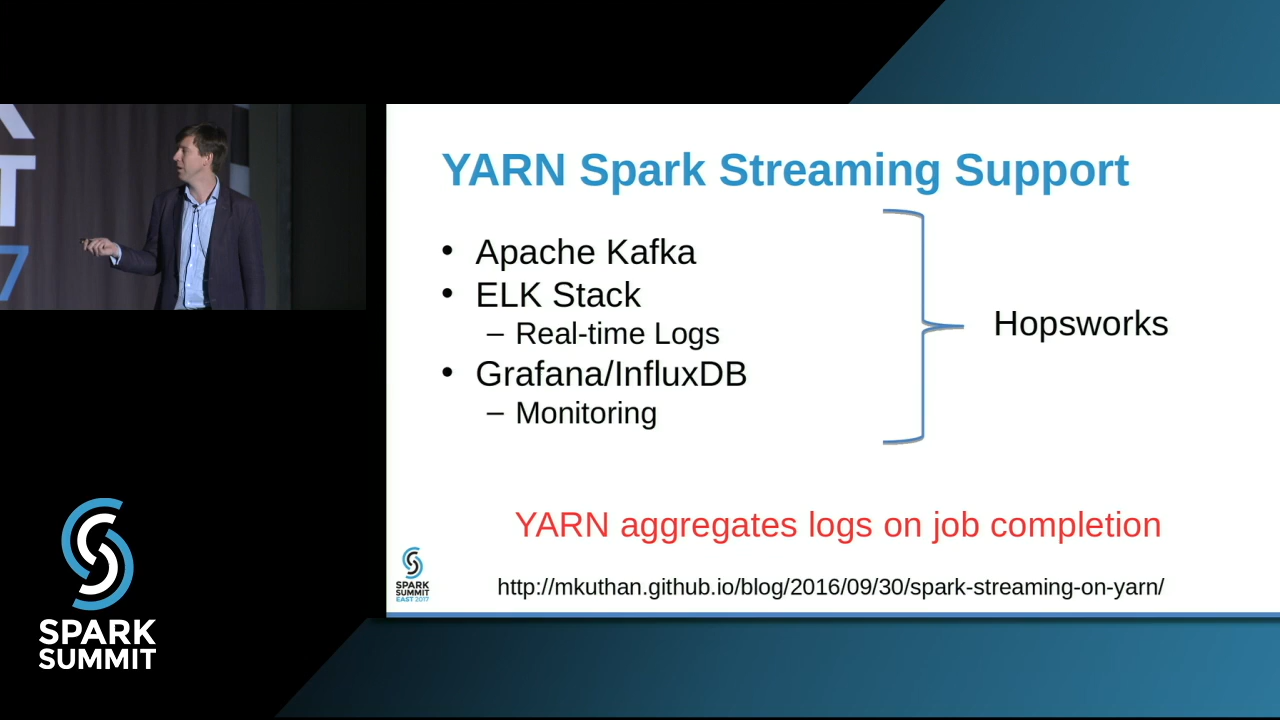 YARN Spark Streaming Support
• Apache Kafka
• ELK Stack
– Real-time Logs
• Grafana/InfluxDB
– Monitoring
Hopsworks
YARN aggregates logs on job completion
http://mkuthan.github.io/blog/2016/09/30/spark-streaming-on-yarn/
SPARK
SUMMIT
EAST 2017
SPARK
SUMMIT